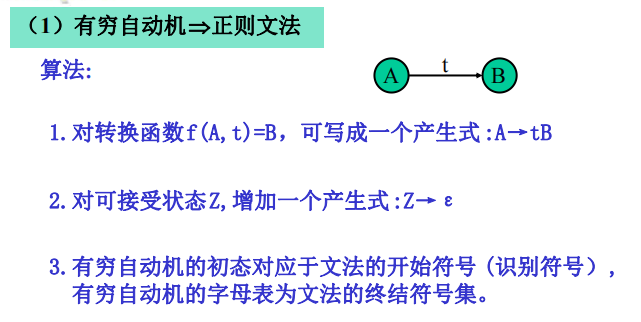 （1）有穷自动机⇒正则文法
算法:
A t B
1.对转换函数f(A,t)=B，可写成一个产生式:A→tB
2.对可接受状态Z,增加一个产生式:Z→ε
3.有穷自动机的初态对应于文法的开始符号(识别符号），
有穷自动机的字母表为文法的终结符号集。